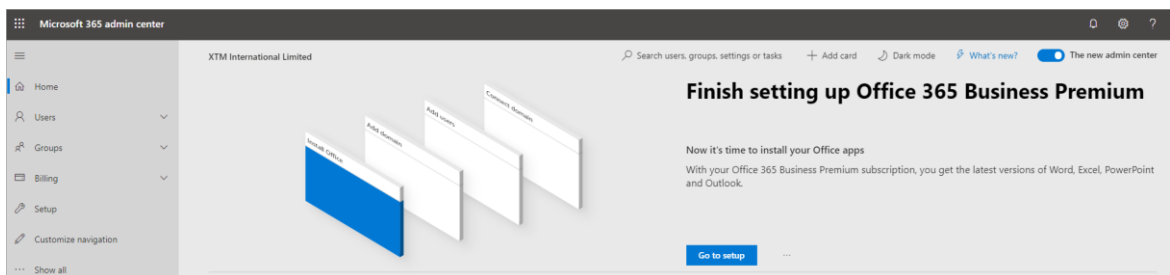 Microsoft 365 admin center
?
XTM International Limited
Search users, groups, settings or tasks
Add card
Dark mode
What's new?
The new admin center
Home
Users
Groups
Billing
Setup
Customize navigation
Show all
Install Office
Add domain
Add users
Connect domain
Finish setting up Office 365 Business Premium
Now it's time to install your Office apps
With your Office 365 Business Premium subscription, you get the latest versions of Word, Excel, PowerPoint
and Outlook.
Go to setup